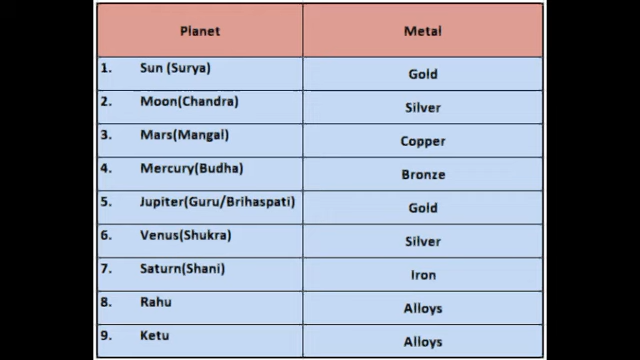 Planet Metal
1. Sun (Surya) Gold
2. Moon(Chandra) Silver
3. Mars(Mangal) Copper
4. Mercury(Budha) Bronze
5. Jupiter(Guru/Brihaspati) Gold
6. Venus(Shukra) Silver
7. Saturn(Shani) Iron
8. Rahu Alloys
9. Ketu Alloys